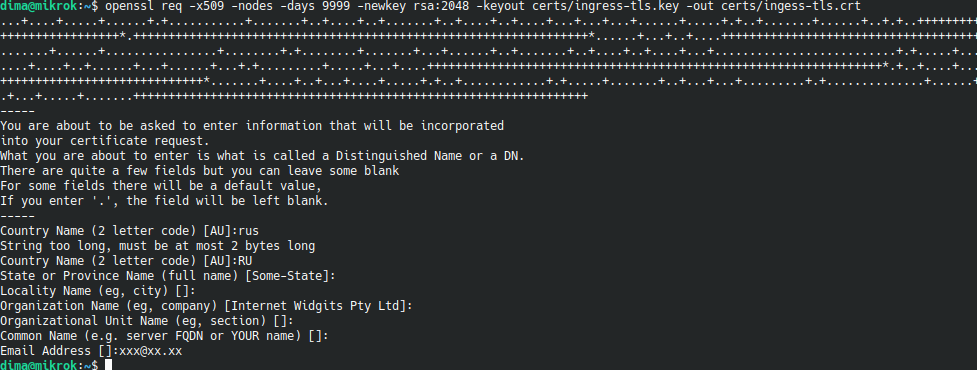 dima@mikrok:~$ openssl req -x509 -nodes -days 9999 -newkey rsa:2048 -keyout certs/ingress-tls.key -out certs/ingess-tls.crt
-----
You are about to be asked to enter information that will be incorporated
into your certificate request.
What you are about to enter is what is called a Distinguished Name or a DN.
There are quite a few fields but you can leave some blank
For some fields there will be a default value,
If you enter '.', the field will be left blank.
-----
Country Name (2 letter code) [AU]:rus
String too long, must be at most 2 bytes long
Country Name (2 letter code) [AU]:RU
State or Province Name (full name) [Some-State]:
Locality Name (eg, city) []:
Organization Name (eg, company) [Internet Widgits Pty Ltd]:
Organizational Unit Name (eg, section) []:
Common Name (e.g. server FQDN or YOUR name) []:
Email Address []:xxx@xx.xx
dima@mikrok:~$